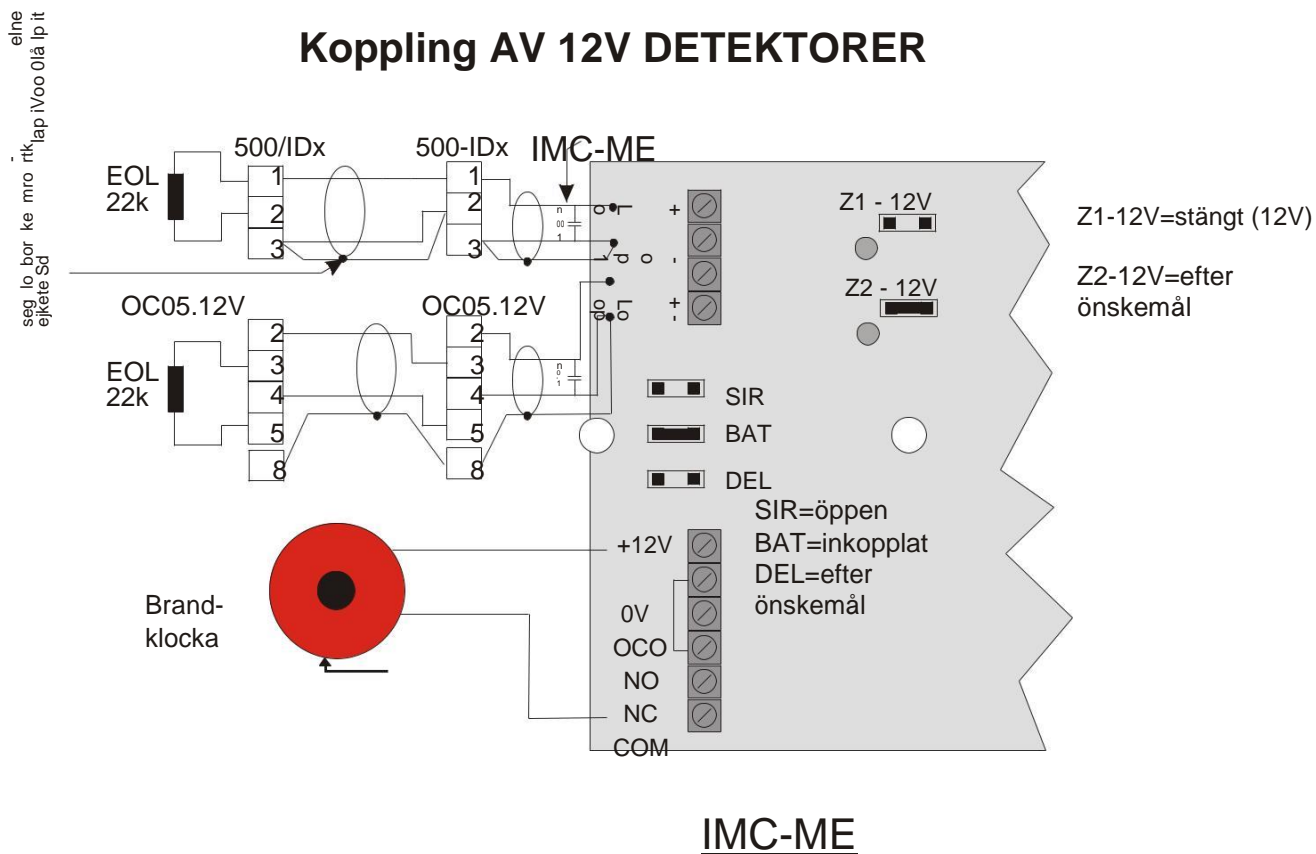 Koppling AV 12V DETEKTORER
500/IDx
500-IDx
IMC-ME
EOL
22k
1
2
3
1
2
3
+
-
+
-
Z1 - 12V
Z2 - 12V
Z1-12V=stängt (12V)
Z2-12V=efter
önskemål
OC05.12V
OC05.12V
EOL
22k
2
3
4
5
8
2
3
4
5
8
SIR
BAT
DEL
SIR=öppen
BAT=inkopplat
DEL=efter
önskemål
Brand-
klocka
+12V
0V
OCO
NO
NC
COM
IMC-ME